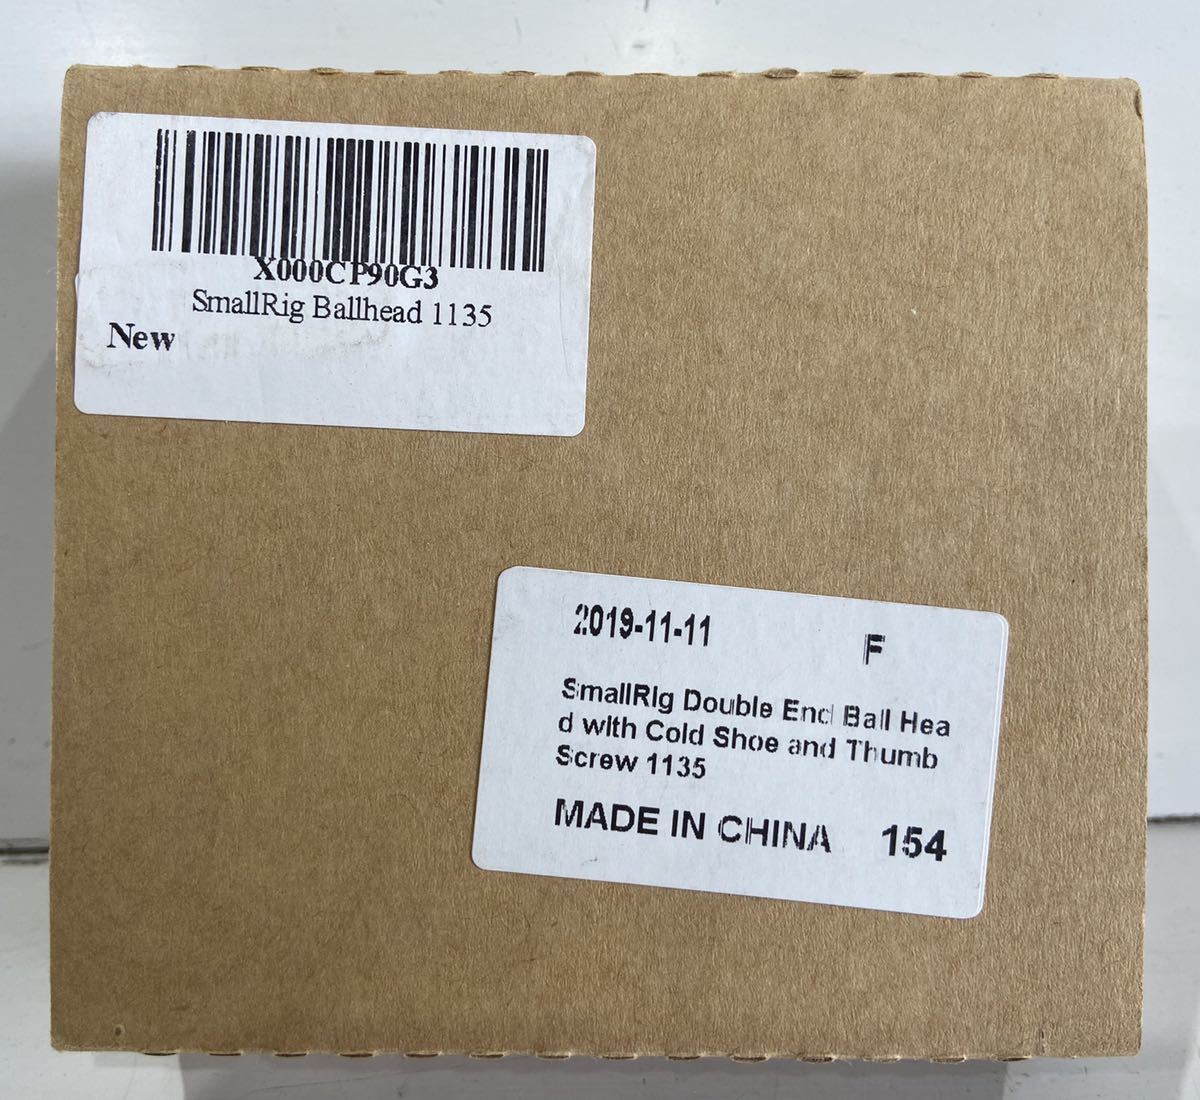 X000CP90G3
SmallRig Ballhead 1135
New
2019-11-11 F
SmallRig Double End Ball Hea
d with Cold Shoe and Thumb
Screw 1135
MADE IN CHINA 154